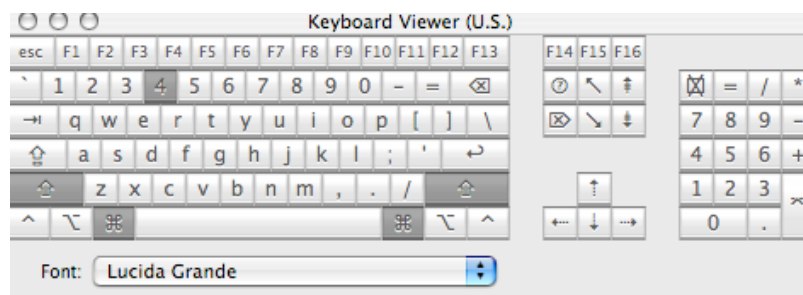 Keyboard Viewer (U.S.)
esc F1 F2 F3 F4 F5 F6 F7 F8 F9 F10 F11 F12 F13 F14 F15 F16
` 1 2 3 4 5 6 7 8 9 0 - = ⌫ ? ↖ ⇞ ⌧ = / *
⇥ q w e r t y u i o p [ ] \ ⌦ ↘ ⇟ 7 8 9 -
⇪ a s d f g h j k l ; ' ↩ 4 5 6 +
⇧ z x c v b n m , . / ⇧ ⇡ 1 2 3 ⌤
^ ⌥ ⌘ ⌘ ⌥ ^ ⇠ ⇣ ⇢ 0 .
Font: Lucida Grande